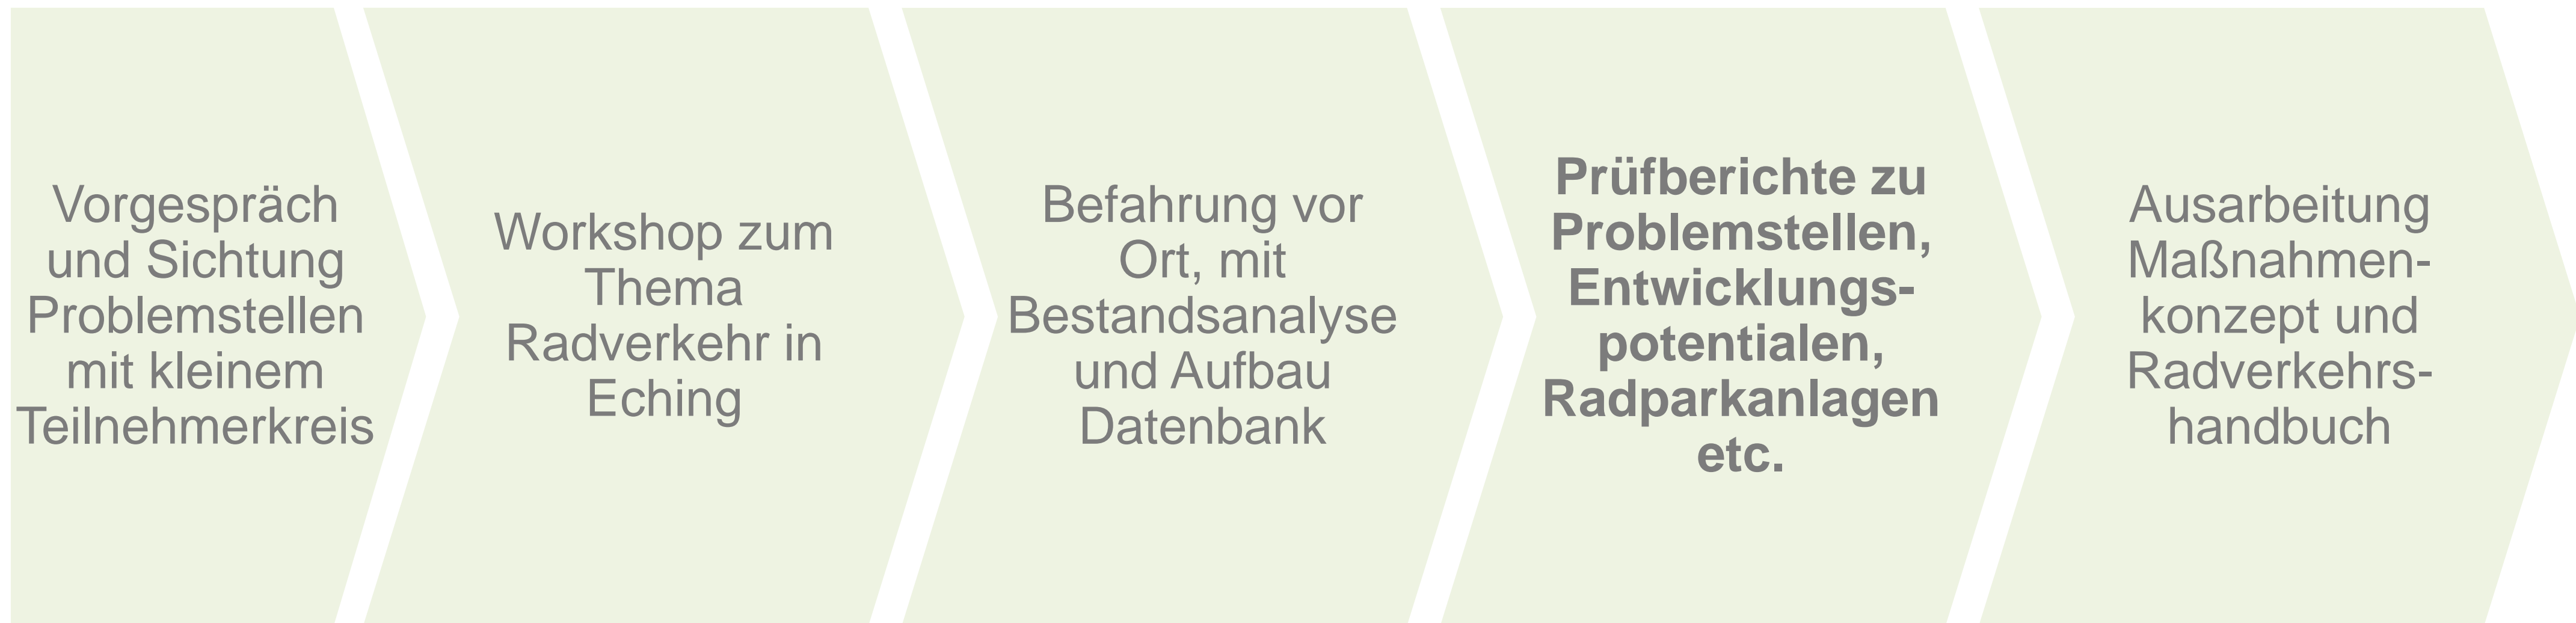 Vorgespräch
und Sichtung
Problemstellen
mit kleinem
Teilnehmerkreis
Workshop zum
Thema
Radverkehr in
Eching
Befahrung vor
Ort, mit
Bestandsanalyse
und Aufbau
Datenbank
Prüfberichte zu
Problemstellen,
Entwicklungs-
potentialen,
Radparkanlagen
etc.
Ausarbeitung
Maßnahmen-
konzept und
Radverkehrs-
handbuch